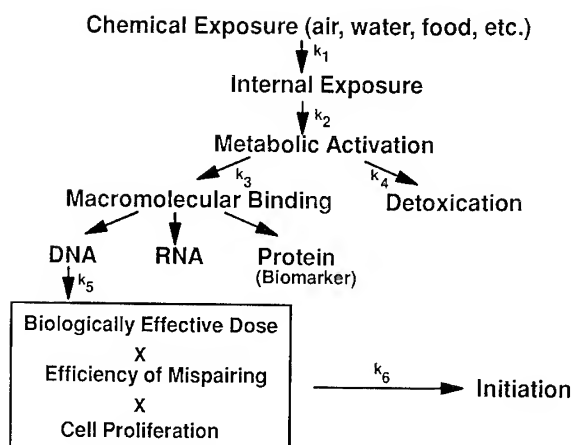 Chemical Exposure (air, water, food, etc.)
k1
Internal Exposure
k2
Metabolic Activation
k3
k4
Macromolecular Binding
Detoxication
DNA
RNA
Protein
(Biomarker)
k5
Biologically Effective Dose
X
Efficiency of Mispairing
X
Cell Proliferation
k6
Initiation